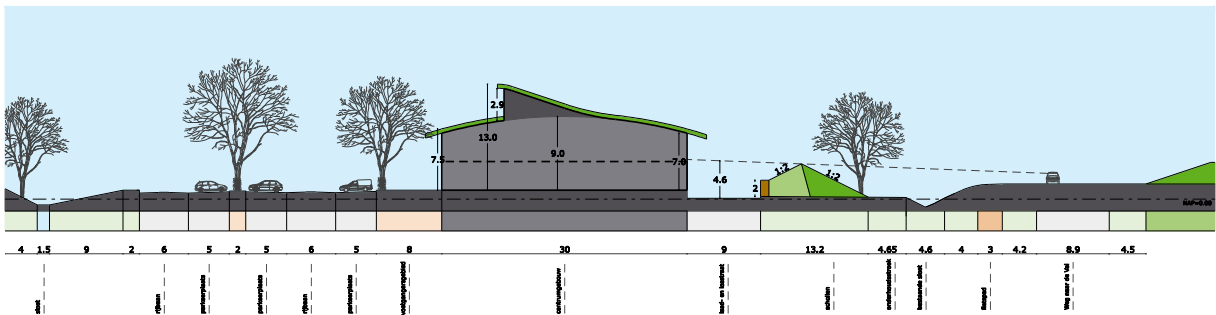 2.9
13.0
7.5
9.0
7.0
4.6
2
1:2
1:2
NAP=0.00
4 1.5 9 2 6 5 2 5 6 5 8 30 9 13.2 4.65 4.6 4 3 4.2 8.9 4.5
sloot
rijbaan
parkeerplaats
parkeerplaats
rijbaan
parkeerplaats
voetgangersgebied
centrumgebouw
laad- en losstraat
schuilen
onderhoudsstrook
bestaande sloot
fietspad
Weg naar de Val